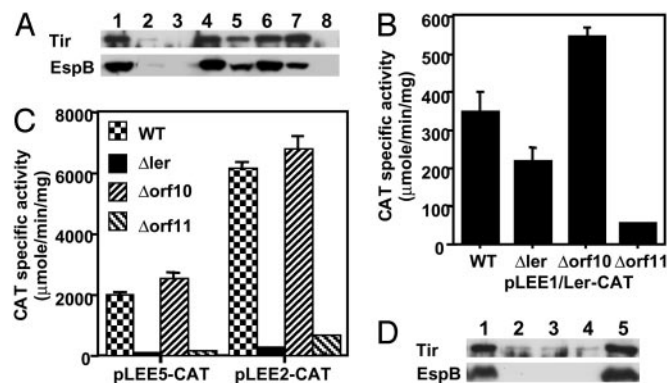 A
1 2 3 4 5 6 7 8
Tir
EspB
B
CAT specific activity
(μmole/min/mg)
600
500
400
300
200
100
0
WT Δler Δorf10 Δorf11
pLEE1/Ler-CAT
C
CAT specific activity
(μmole/min/mg)
8000
6000
4000
2000
0
WT
Δler
Δorf10
Δorf11
pLEE5-CAT pLEE2-CAT
D
1 2 3 4 5
Tir
EspB